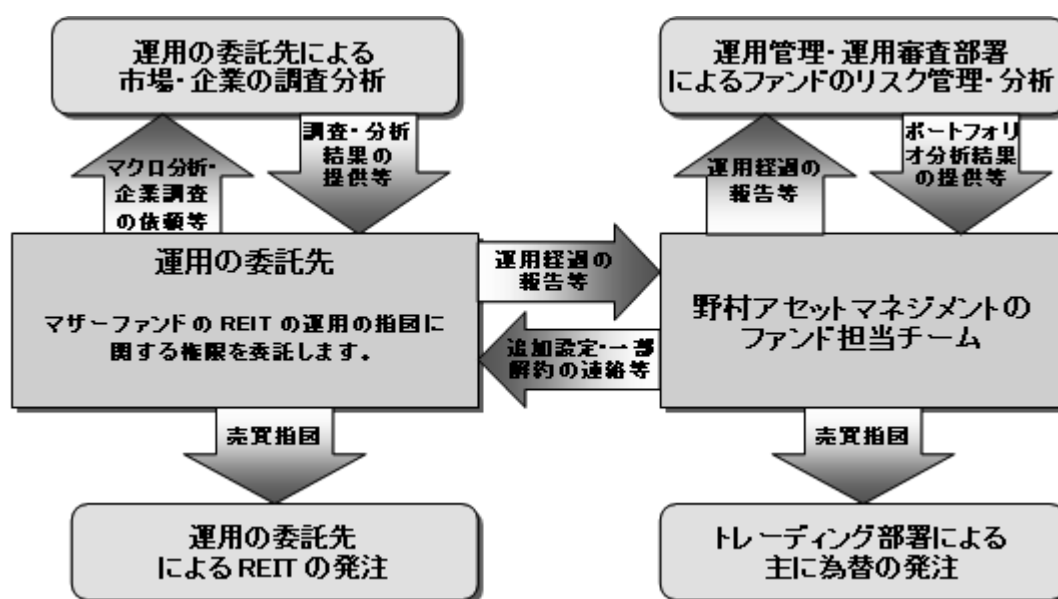 運用の委託先による
市場・企業の調査分析
運用管理・運用審査部署
によるファンドのリスク管理・分析
マクロ分析・
企業調査
の依頼等
調査・分析
結果の
提供等
運用経過の
報告等
ポートフォリ
オ分析結果
の提供等
運用の委託先
マザーファンドのREITの運用の指図に
関する権限を委託します。
運用経過の
報告等
追加設定・一部
解約の連絡等
野村アセットマネジメントの
ファンド担当チーム
売買指図
売買指図
運用の委託先
によるREITの発注
トレーディング部署による
主に為替の発注